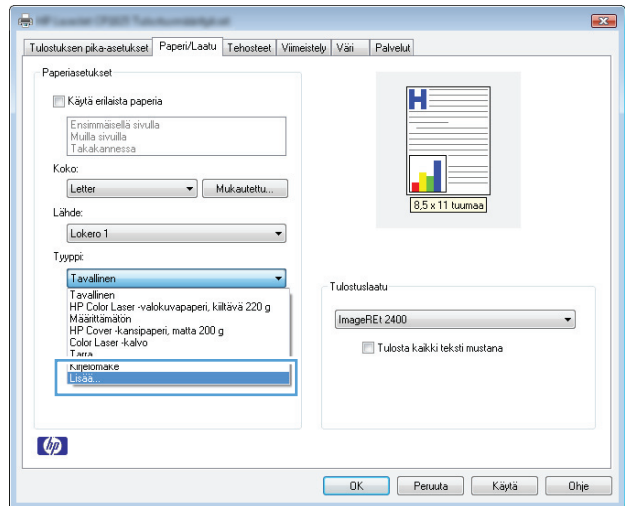 Tulostuksen pika-asetukset Paperi/Laatu Tehosteet Viimeistely Väri Palvelut
Paperiasetukset
Käytä erilaista paperia
Ensimmäisellä sivulla
Muilla sivuilla
Takakannessa
Koko:
Letter Mukautettu...
8,5 x 11 tuumaa
Lähde:
Lokero 1
Tyyppi:
Tavallinen
Tavallinen
HP Color Laser -valokuvapaperi, kiiltävä 220 g
Määrittämätön
HP Cover -kansipaperi, matta 200 g
Color Laser -kalvo
Tarra
Kirjelomake
Lisää...
Tulostuslaatu
ImageREt 2400
Tulosta kaikki teksti mustana
hp
OK Peruuta Käytä Ohje